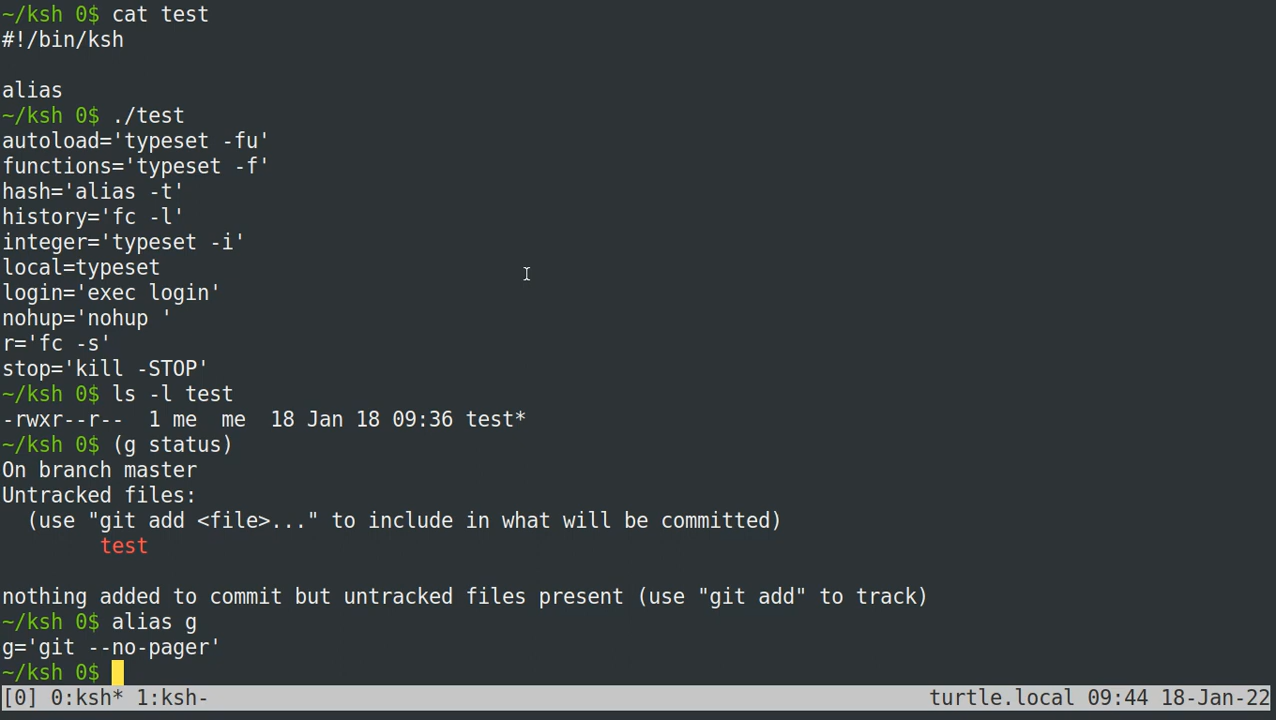 ~/ksh 0$ cat test
#!/bin/ksh
alias
~/ksh 0$ ./test
autoload='typeset -fu'
functions='typeset -f'
hash='alias -t'
history='fc -l'
integer='typeset -i'
local=typeset
login='exec login'
nohup='nohup '
r='fc -s'
stop='kill -STOP'
~/ksh 0$ ls -l test
-rwxr--r--  1 me  me  18 Jan 18 09:36 test*
~/ksh 0$ (g status)
On branch master
Untracked files:
  (use "git add <file>..." to include in what will be committed)
        test
nothing added to commit but untracked files present (use "git add" to track)
~/ksh 0$ alias g
g='git --no-pager'
~/ksh 0$
[0] 0:ksh* 1:ksh- turtle.local 09:44 18-Jan-22